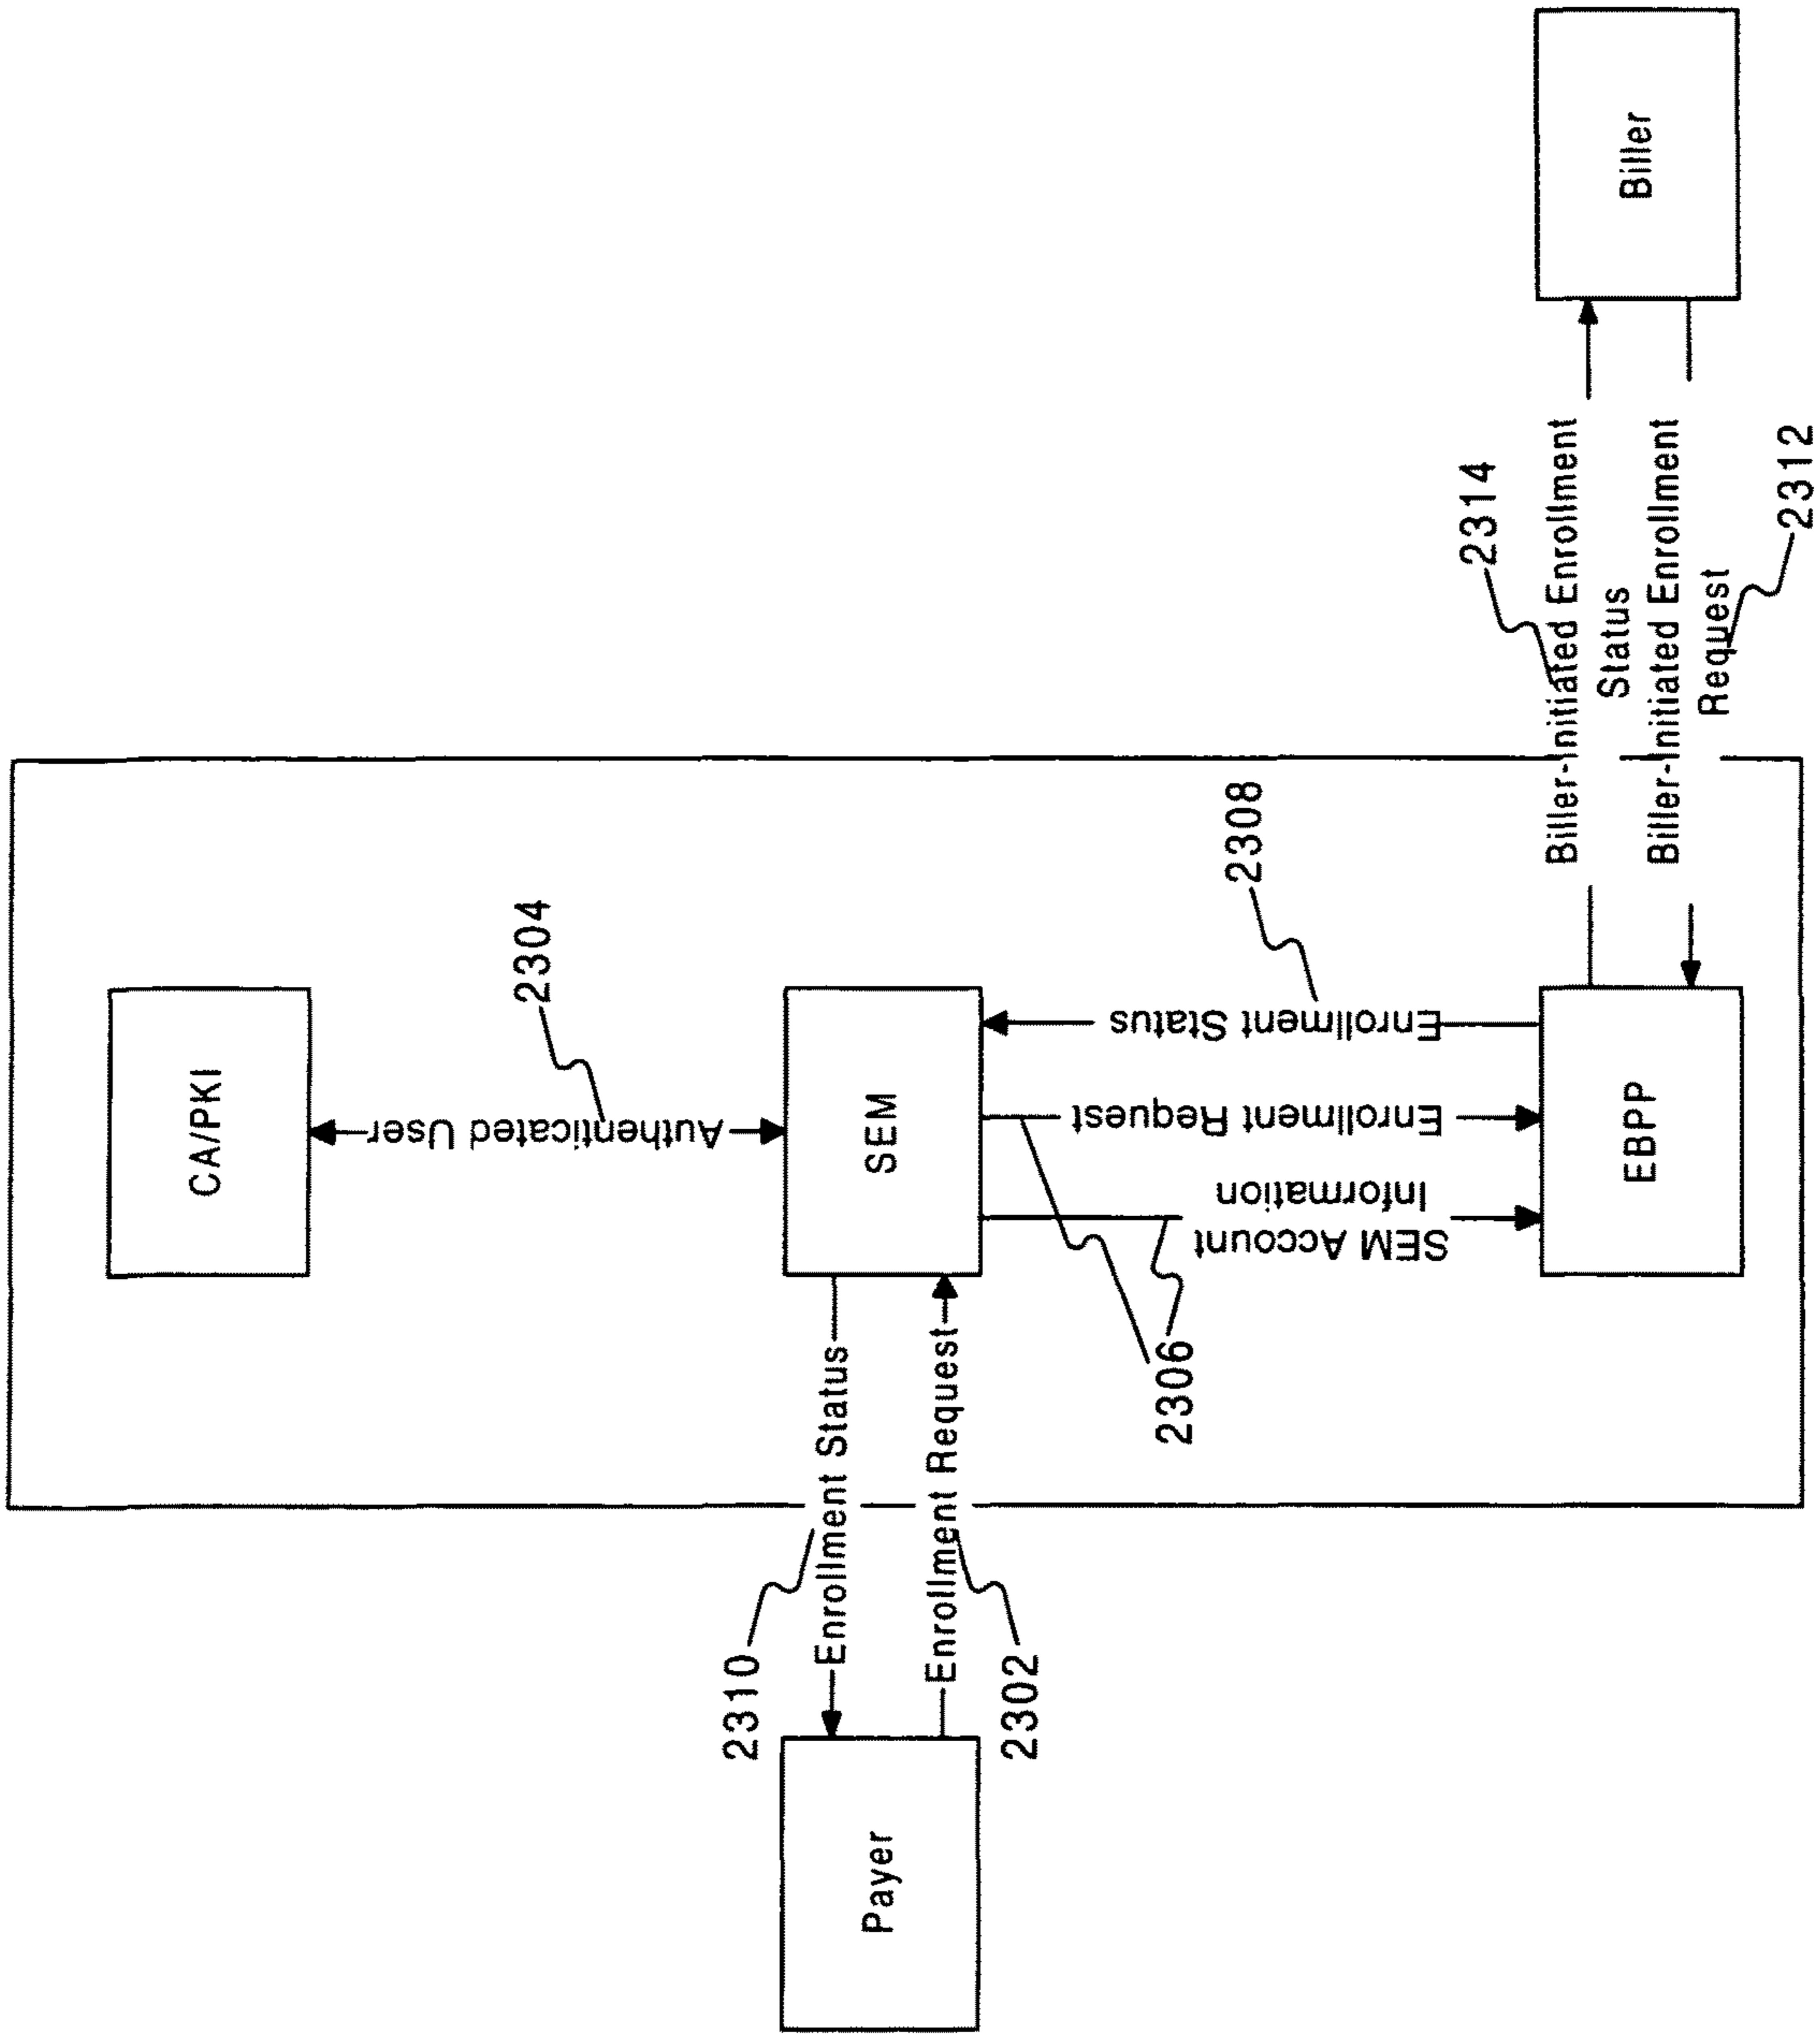 CA/PKI
2304
Authenticated User
2310
Enrollment Status
Enrollment Request
2302
Payer
SEM
2306
SEM Account
Information
Enrollment Request
Enrollment Status
2308
EBPP
2314
Biller-Initiated Enrollment
Status
Biller-Initiated Enrollment
Request
2312
Biller